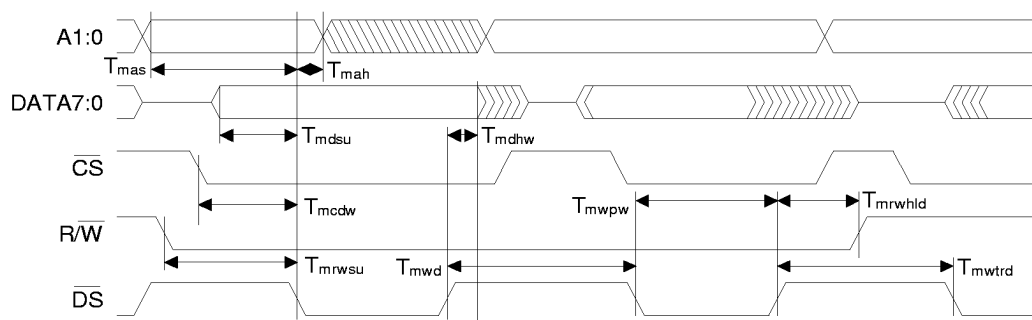 A1:0
Tmas
Tmah
DATA7:0
Tmdsu
Tmdhw
CS
Tmcdw
Tmwpw
Tmrwhld
R/W
Tmrwsu
Tmwd
Tmwtrd
DS